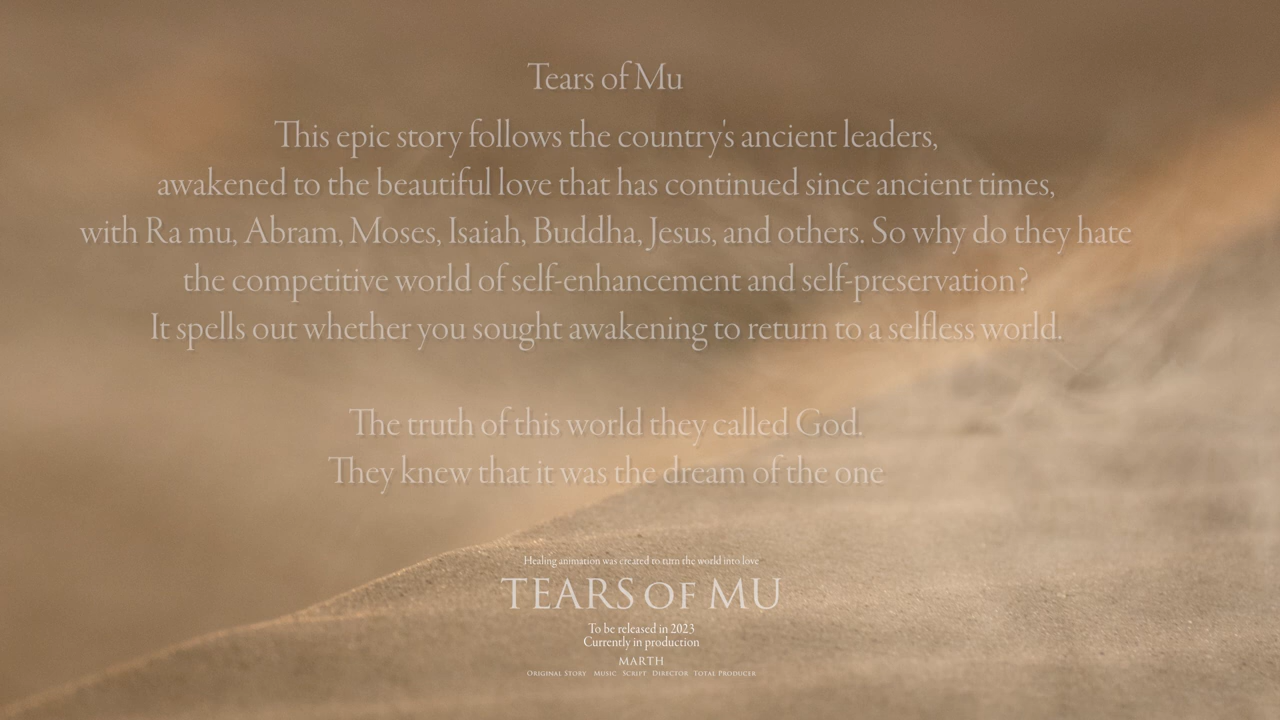 Tears of Mu
This epic story follows the country's ancient leaders,
awakened to the beautiful love that has continued since ancient times,
with Ra mu, Abram, Moses, Isaiah, Buddha, Jesus, and others. So why do they hate
the competitive world of self-enhancement and self-preservation?
It spells out whether you sought awakening to return to a selfless world.
The truth of this world they called God.
They knew that it was the dream of the one
Healing animation was created to turn the world into love
TEARS OF MU
To be released in 2023
Currently in production
MARTH
ORIGINAL STORY MUSIC SCRIPT DIRECTOR TOTAL PRODUCER